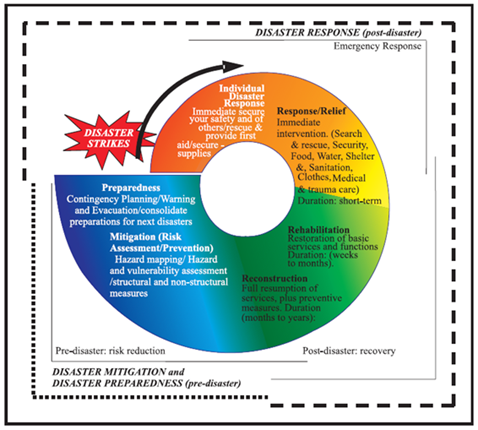 DISASTER RESPONSE (post-disaster)
Emergency Response
DISASTER
STRIKES
Individual
Disaster
Response
Immediate secure
your safety and of
others/rescue &
provide first
aid/secure -
supplies
Response/Relief
Immediate
intervention. (Search
& rescue, Security,
Food, Water, Shelter
&, Sanitation,
Clothes, Medical
& trauma care)
Duration: short-term
Rehabilitation
Restoration of basic
services and functions
Duration: (weeks
to months).
Reconstruction
Full resumption of
services, plus preventive
measures. Duration
(months to years):
Preparedness
Contingency Planning/Warning
and Evacuation/consolidate
preparations for next disasters
Mitigation (Risk
Assessment/Prevention)
Hazard mapping/ Hazard
and vulnerability assessment
/structural and non-structural
measures
Pre-disaster: risk reduction
Post-disaster: recovery
DISASTER MITIGATION and
DISASTER PREPAREDNESS (pre-disaster)